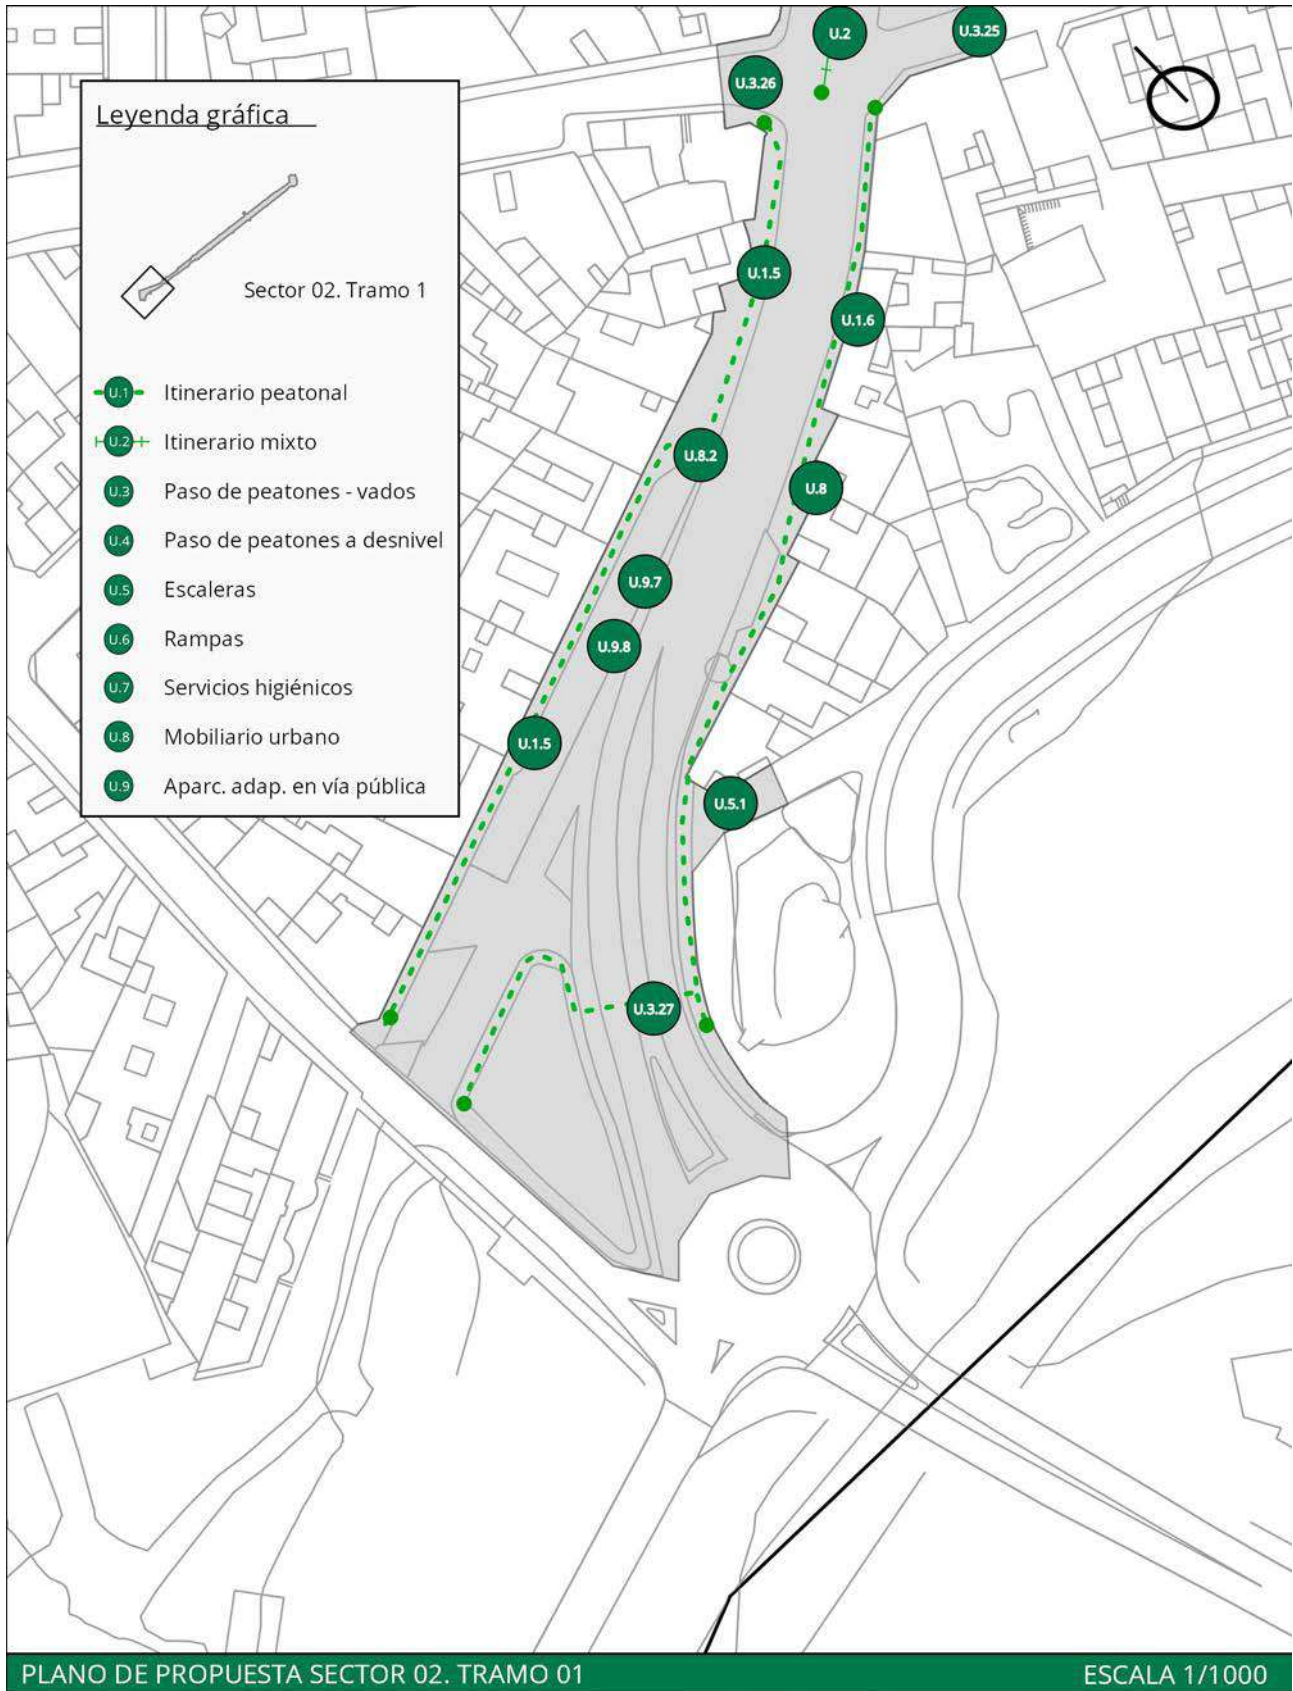 U.2
U.3.25
U.3.26
Leyenda gráfica
Sector 02. Tramo 1
U.1 Itinerario peatonal
U.2 Itinerario mixto
U.3 Paso de peatones - vados
U.4 Paso de peatones a desnivel
U.5 Escaleras
U.6 Rampas
U.7 Servicios higiénicos
U.8 Mobiliario urbano
U.9 Aparc. adap. en vía pública
U.1.5
U.1.6
U.8.2
U.8
U.9.7
U.9.8
U.1.5
U.5.1
U.3.27
PLANO DE PROPUESTA SECTOR 02. TRAMO 01
ESCALA 1/1000